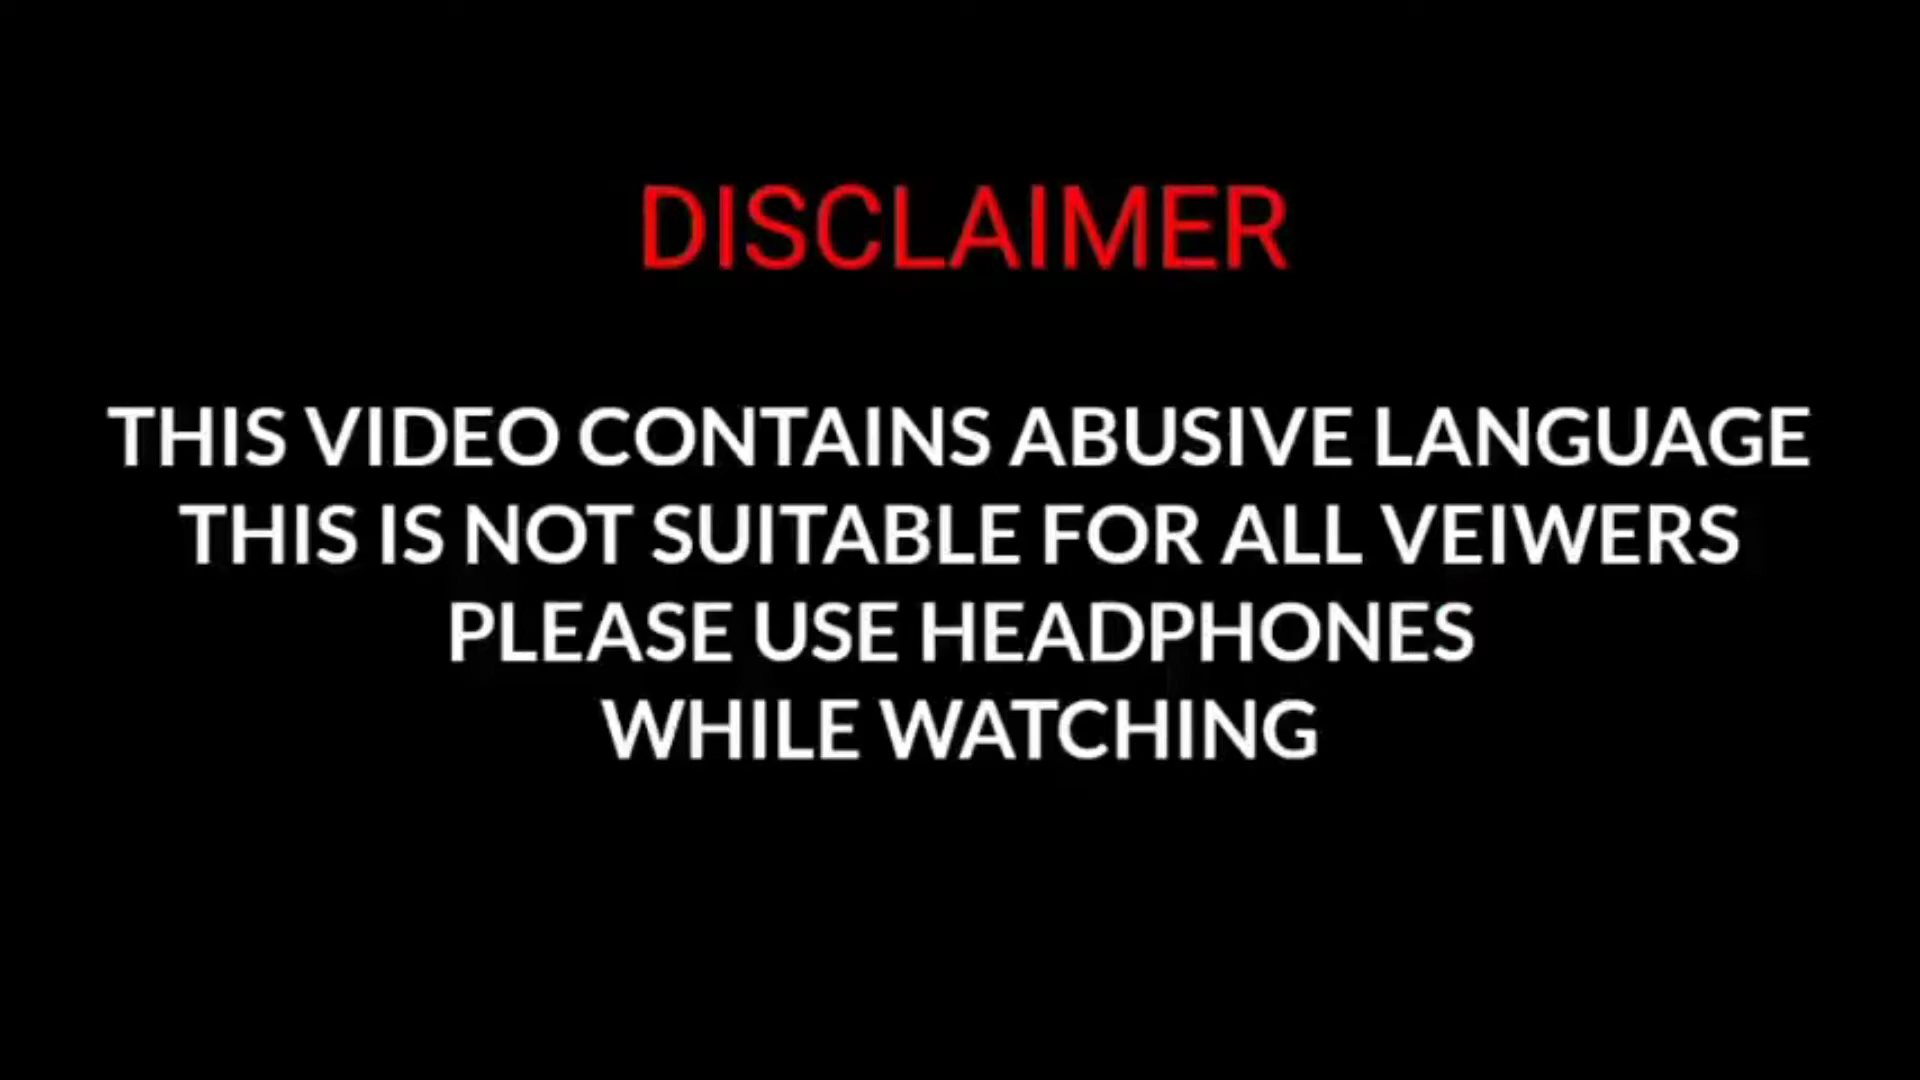 DISCLAIMER
THIS VIDEO CONTAINS ABUSIVE LANGUAGE
THIS IS NOT SUITABLE FOR ALL VEIWERS
PLEASE USE HEADPHONES
WHILE WATCHING